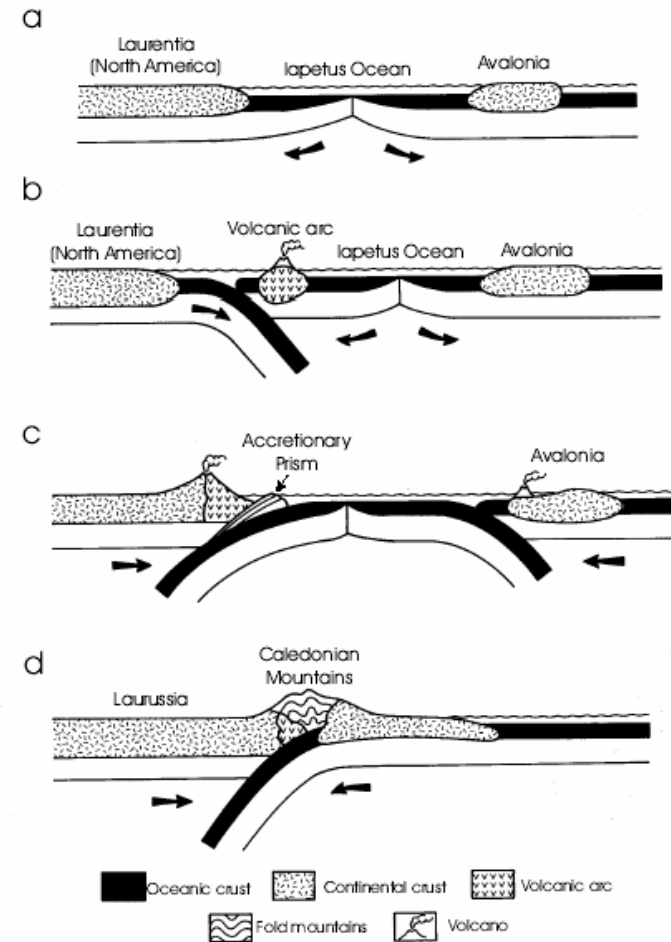 a
Laurentia
(North America)
Iapetus Ocean
Avalonia
b
Laurentia
(North America)
Volcanic arc
Iapetus Ocean
Avalonia
c
Accretionary
Prism
Avalonia
d
Caledonian
Mountains
Laurussia
Oceanic crust
Continental crust
Volcanic arc
Fold mountains
Volcano